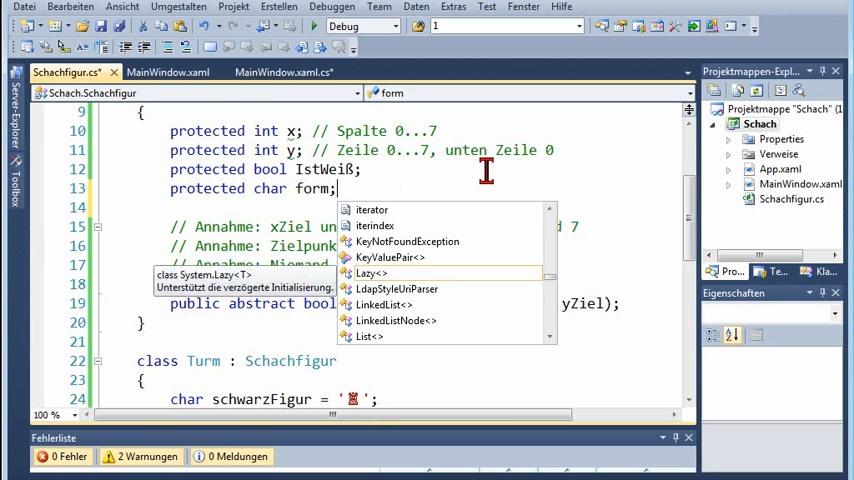 Datei Bearbeiten Ansicht Umgestalten Projekt Erstellen Debuggen Team Daten Extras Test Fenster Hilfe
Debug 1
Schachfigur.cs* MainWindow.xaml MainWindow.xaml.cs* Projektmappen-Expl...
Schach.Schachfigur form
Projektmappe "Schach" (1
Schach
Properties
Verweise
App.xaml
MainWindow.xaml
Schachfigur.cs
Server-Explorer
Toolbox
9 {
10 protected int x; // Spalte 0...7
11 protected int y; // Zeile 0...7, unten Zeile 0
12 protected bool IstWeiß;
13 protected char form;
14
15 // Annahme: xZiel un d 7
16 // Annahme: Zielpunk
17 // Annahme: Niemand
19 public abstract bool yZiel);
20 }
21
22 class Turm : Schachfigur
23 {
24 char schwarzFigur = '♜';
iterator
iterindex
KeyNotFoundException
KeyValuePair<>
Lazy<>
LdapStyleUriParser
LinkedList<>
LinkedListNode<>
List<>
class System.Lazy<T>
Unterstützt die verzögerte Initialisierung.
Pro... Te... Kla...
Eigenschaften
100 %
Fehlerliste
0 Fehler 2 Warnungen 0 Meldungen